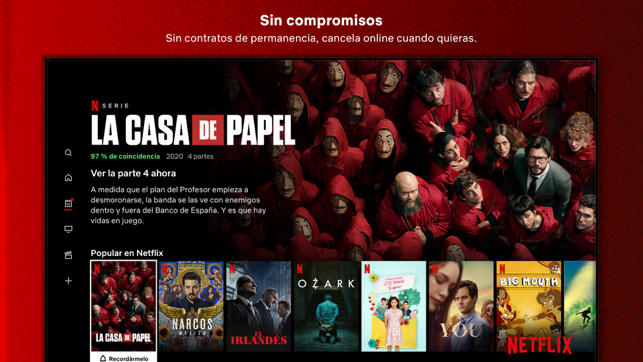 Sin compromisos
Sin contratos de permanencia, cancela online cuando quieras.
N SERIE
LA CASA DE PAPEL
97 % de coincidencia 2020 4 partes
Ver la parte 4 ahora
A medida que el plan del Profesor empieza a
desmoronarse, la banda se las ve con enemigos
dentro y fuera del Banco de España. Y es que hay
vidas en juego.
Popular en Netflix
N
LA CASA DE PAPEL
N
NARCOS
MÉXICO
N
EL
IRLANDÉS
N
OZARK
N
N
YOU
N
BIG MOUTH
NETFLIX
Recordármelo